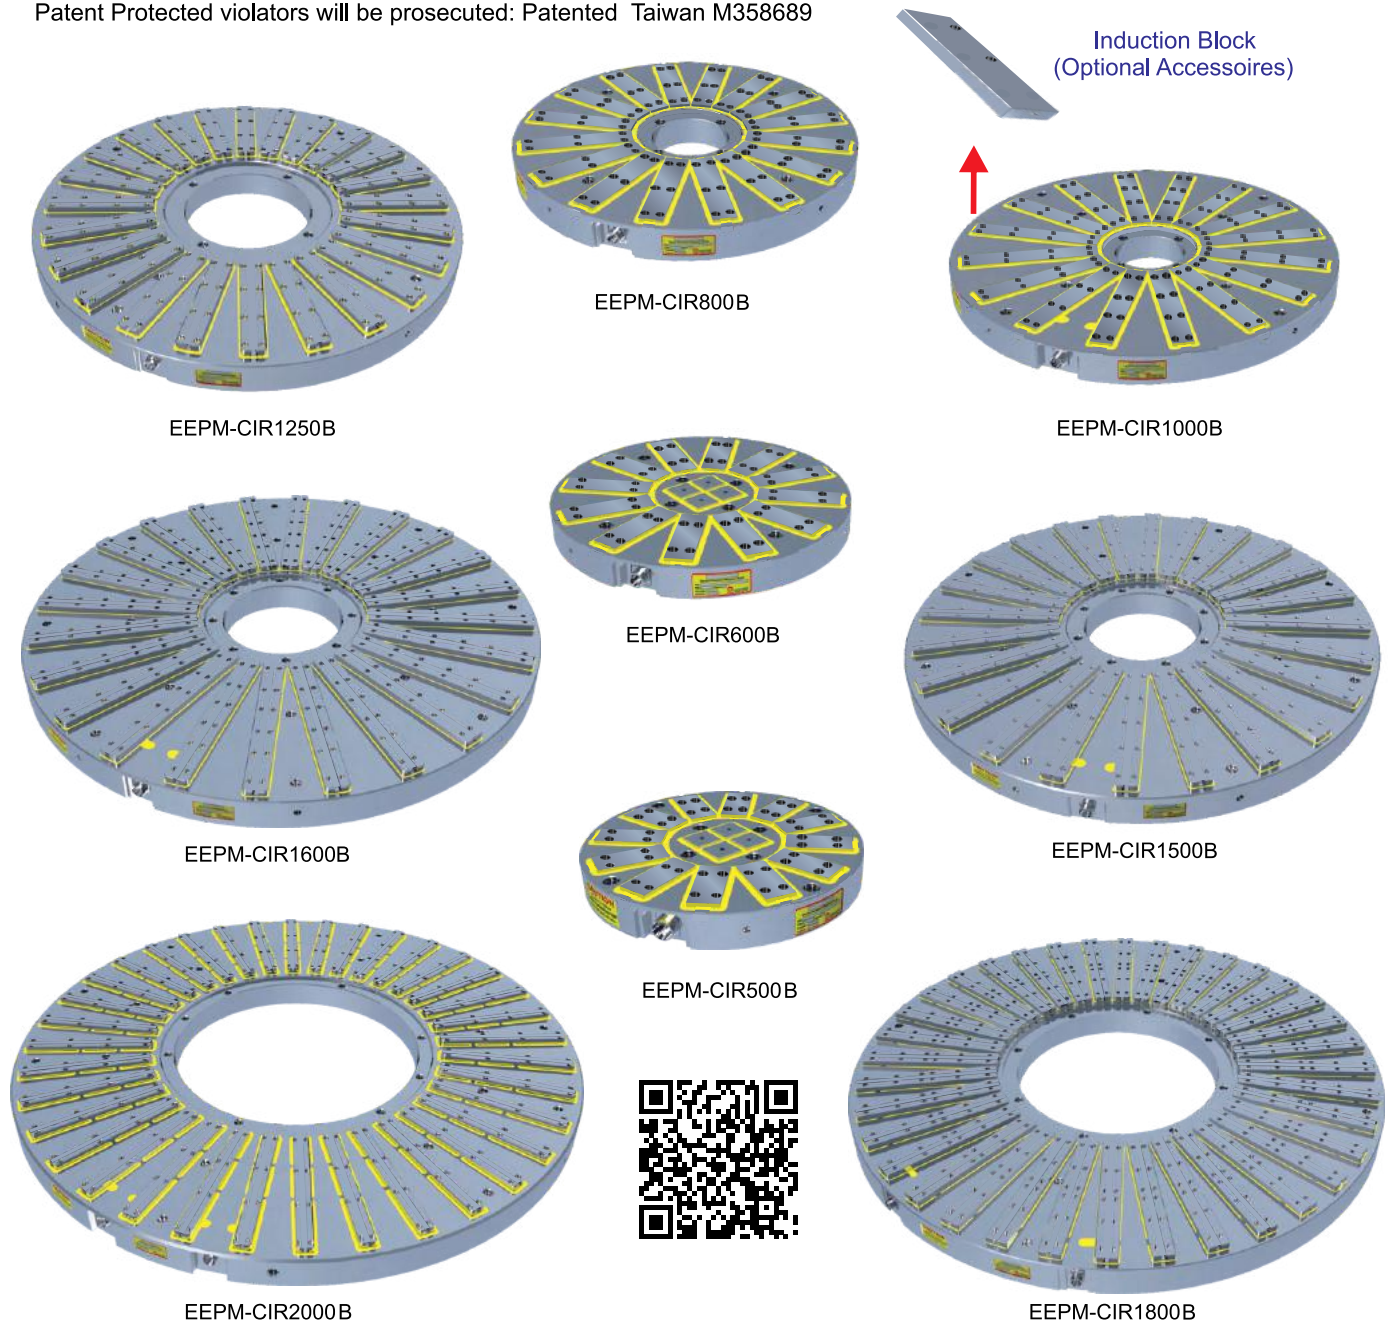 Patent Protected violators will be prosecuted: Patented  Taiwan M358689
Induction Block
(Optional Accessoires)
EEPM-CIR800B
EEPM-CIR1250B
EEPM-CIR1000B
EEPM-CIR600B
EEPM-CIR1600B
EEPM-CIR1500B
EEPM-CIR500B
EEPM-CIR2000B
EEPM-CIR1800B